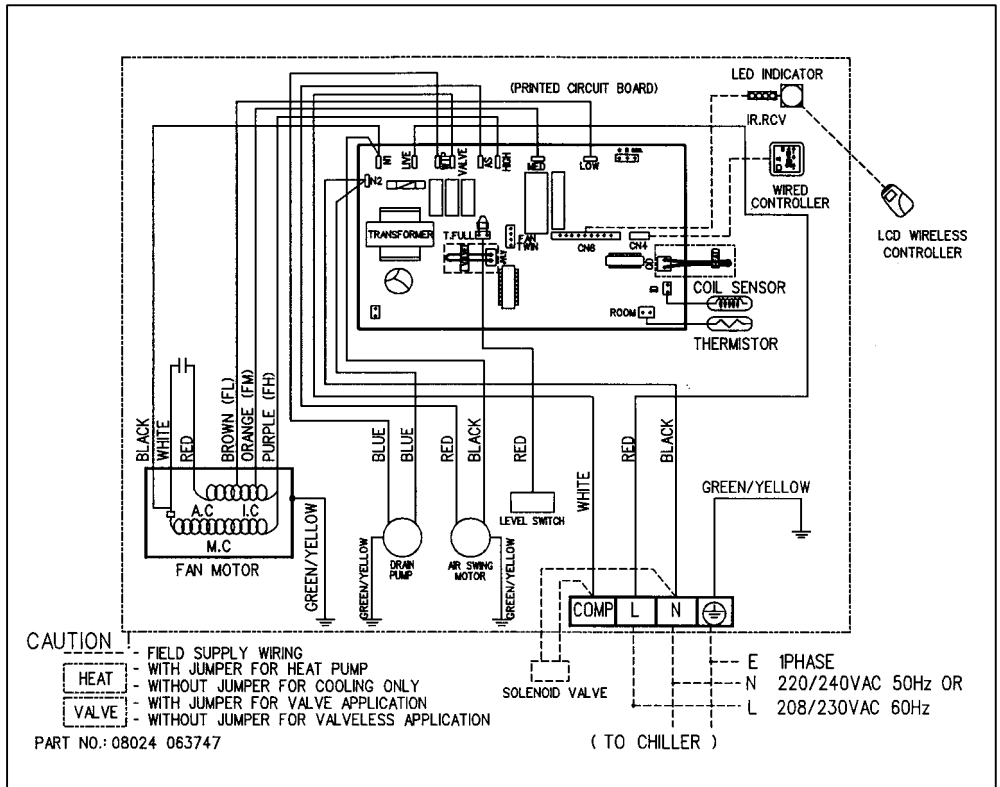 LED INDICATOR
(PRINTED CIRCUIT BOARD)
IR.RCV
N1
LIVE
VALVE
AS
HIGH
MED
LOW
N2
WIRED
CONTROLLER
TRANSFORMER
T.FULL
FAN
TWIN
CN6
CN4
LCD WIRELESS
CONTROLLER
COIL SENSOR
ROOM
THERMISTOR
BLACK
WHITE
RED
BROWN (FL)
ORANGE (FM)
PURPLE (FH)
BLUE
BLUE
RED
BLACK
RED
WHITE
RED
BLACK
GREEN/YELLOW
A.C
I.C
M.C
FAN MOTOR
GREEN/YELLOW
GREEN/YELLOW
DRAIN
PUMP
AIR SWING
MOTOR
GREEN/YELLOW
LEVEL SWITCH
COMP
L
N
CAUTION !
- FIELD SUPPLY WIRING
HEAT
- WITH JUMPER FOR HEAT PUMP
- WITHOUT JUMPER FOR COOLING ONLY
VALVE
- WITH JUMPER FOR VALVE APPLICATION
- WITHOUT JUMPER FOR VALVELESS APPLICATION
SOLENOID VALVE
E 1PHASE
N 220/240VAC 50Hz OR
L 208/230VAC 60Hz
PART NO.: 08024 063747
( TO CHILLER )